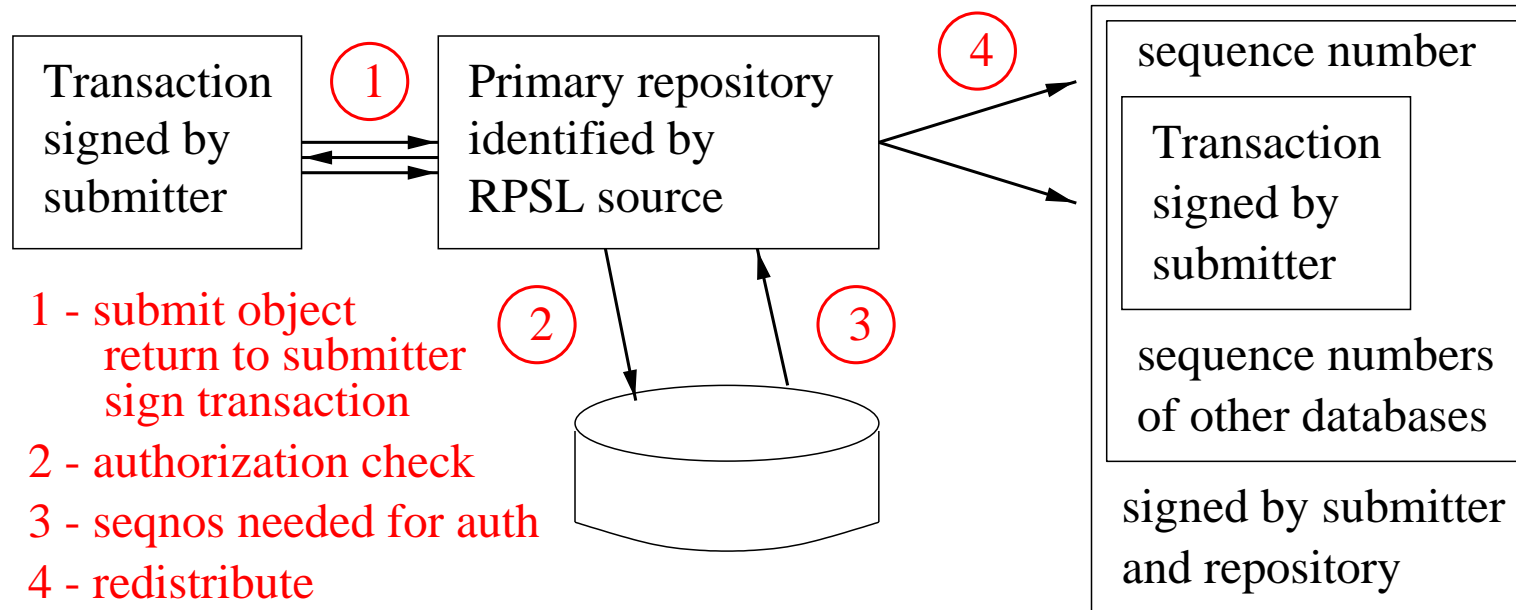 Transaction
signed by
submitter
1
Primary repository
identified by
RPSL source
4
sequence number
Transaction
signed by
submitter
sequence numbers
of other databases
signed by submitter
and repository
2
3
1 - submit object
return to submitter
sign transaction
2 - authorization check
3 - seqnos needed for auth
4 - redistribute